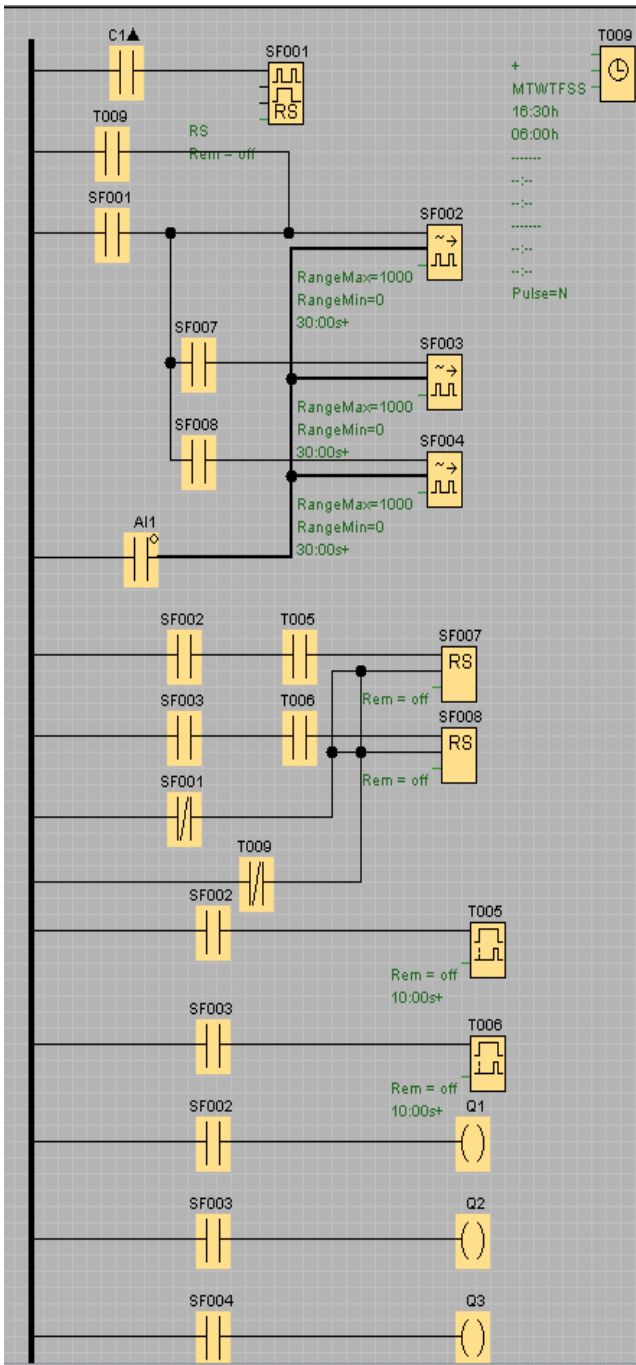 C1▲
SF001
RS
T009
+
MTWTFSS
16:30h
06:00h
-------
--:--
--:--
-------
--:--
--:--
Pulse=N
T009
RS
Rem = off
SF001
SF002
RangeMax=1000
RangeMin=0
30:00s+
SF007
SF003
RangeMax=1000
RangeMin=0
30:00s+
SF008
SF004
RangeMax=1000
RangeMin=0
30:00s+
AI1
SF002
T005
SF007
RS
Rem = off
SF003
T006
SF008
RS
Rem = off
SF001
T009
SF002
T005
Rem = off
10:00s+
SF003
T006
Rem = off
10:00s+
SF002
Q1
SF003
Q2
SF004
Q3